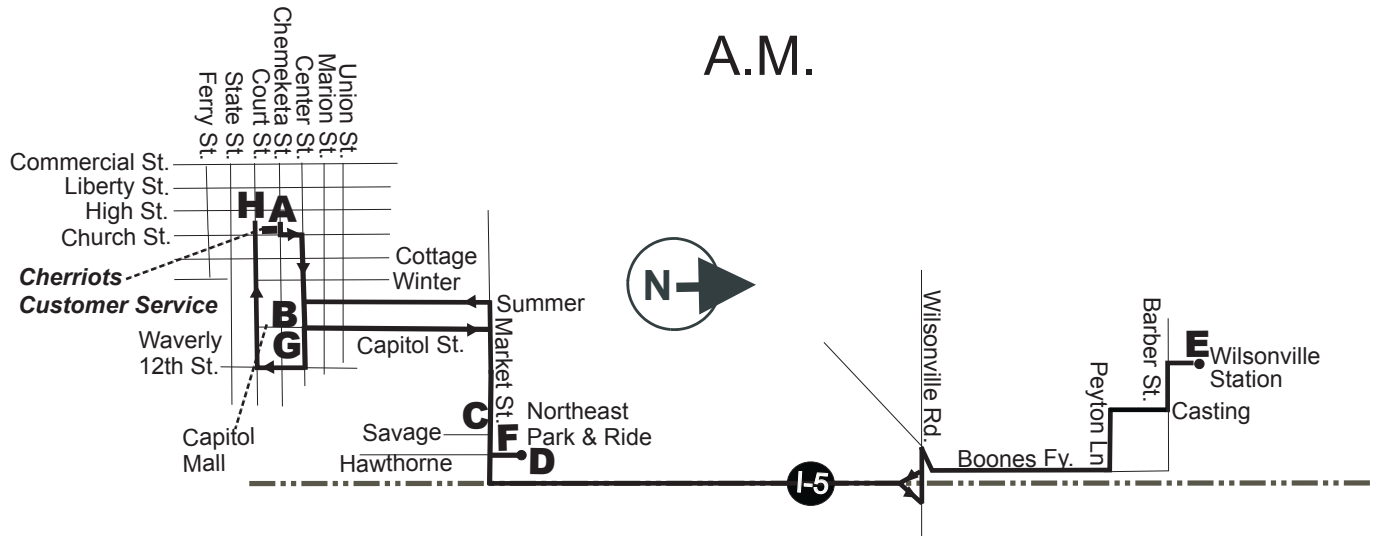 A.M.
Ferry St.
State St.
Court St.
Chemeketa St.
Center St.
Marion St.
Union St.
Commercial St.
Liberty St.
High St.
Church St.
H A
Cherriots
Customer Service
Cottage
Winter
Summer
B
G
Capitol St.
Waverly
12th St.
Capitol
Mall
Market St.
C
Savage
Hawthorne
F
D
Northeast
Park & Ride
N
I-5
Wilsonville Rd.
Boones Fy.
Peyton Ln
Barber St.
Casting
E
Wilsonville
Station